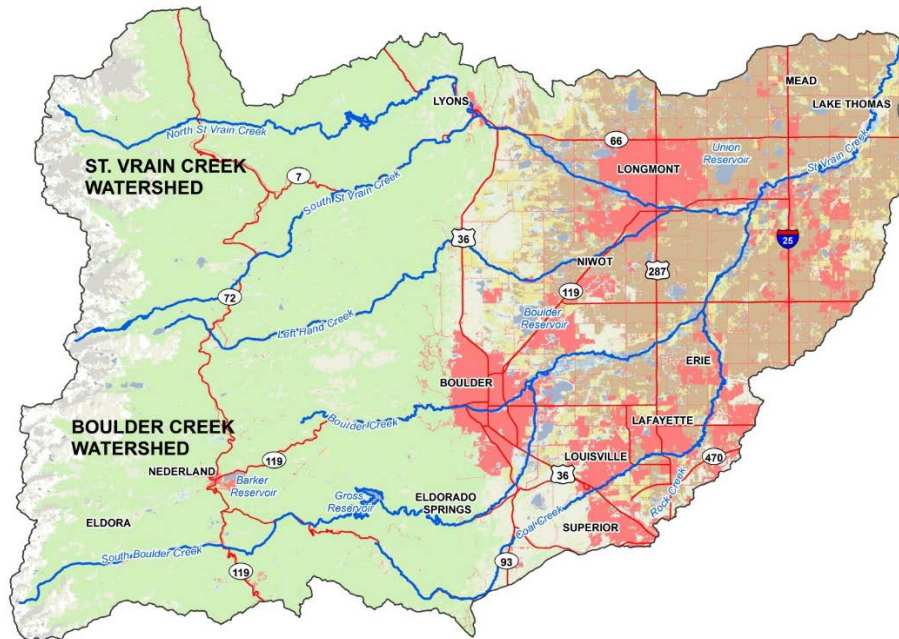 MEAD
LAKE THOMAS
LYONS
North St Vrain Creek
66
Union
Reservoir
St Vrain Creek
ST. VRAIN CREEK
WATERSHED
7
LONGMONT
South St Vrain Creek
36
25
NIWOT
287
72
119
Left Hand Creek
Boulder
Reservoir
ERIE
BOULDER
BOULDER CREEK
WATERSHED
Boulder Creek
LAFAYETTE
119
LOUISVILLE
470
NEDERLAND
Barker
Reservoir
Gross
Reservoir
ELDORADO
SPRINGS
36
Rock Creek
ELDORA
SUPERIOR
Coal Creek
South Boulder Creek
93
119